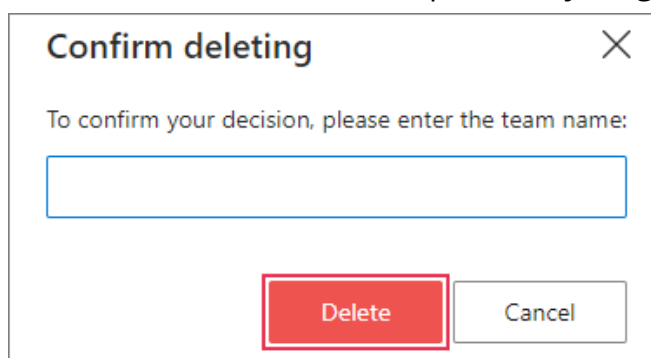 Confirm deleting
To confirm your decision, please enter the team name:
Delete
Cancel